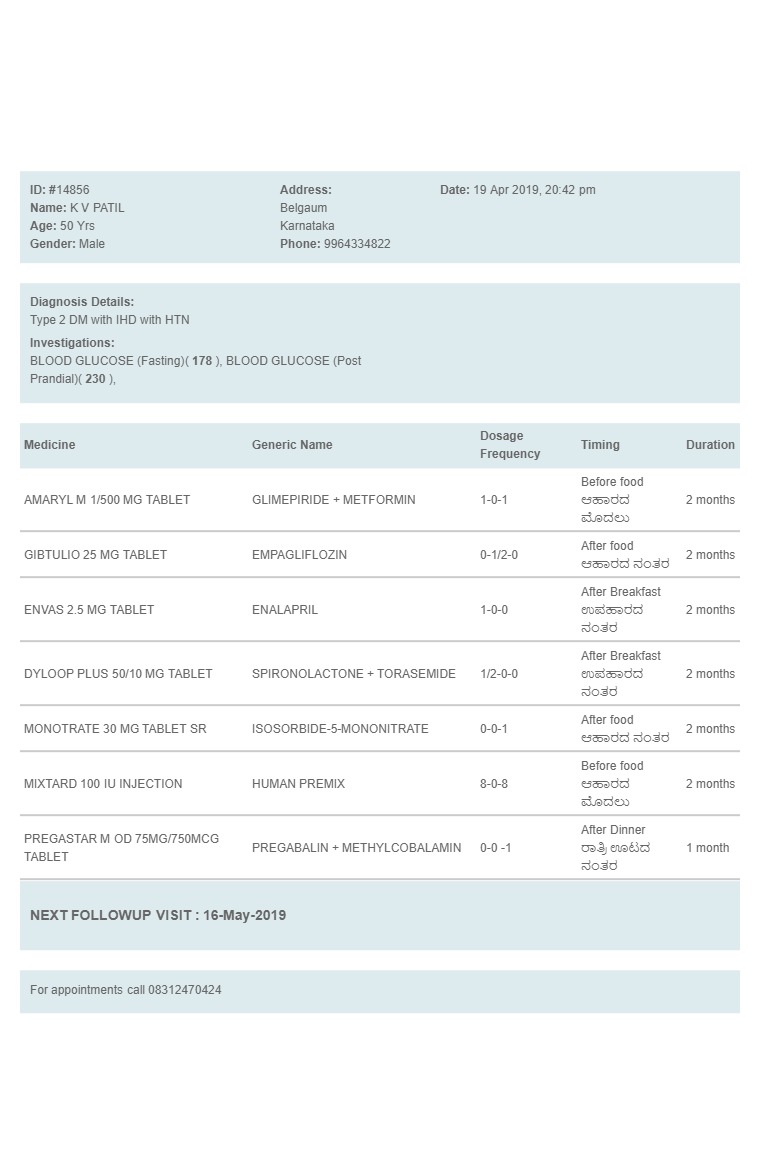 ID: #14856
Name: K V PATIL
Age: 50 Yrs
Gender: Male
Address:
Belgaum
Karnataka
Phone: 9964334822
Date: 19 Apr 2019, 20:42 pm
Diagnosis Details:
Type 2 DM with IHD with HTN
Investigations:
BLOOD GLUCOSE (Fasting)( 178 ), BLOOD GLUCOSE (Post
Prandial)( 230 ),
Medicine Generic Name Dosage Frequency Timing Duration
AMARYL M 1/500 MG TABLET GLIMEPIRIDE + METFORMIN 1-0-1 Before food ಆಹಾರದ ಮೊದಲು 2 months
GIBTULIO 25 MG TABLET EMPAGLIFLOZIN 0-1/2-0 After food ಆಹಾರದ ನಂತರ 2 months
ENVAS 2.5 MG TABLET ENALAPRIL 1-0-0 After Breakfast ಉಪಹಾರದ ನಂತರ 2 months
DYLOOP PLUS 50/10 MG TABLET SPIRONOLACTONE + TORASEMIDE 1/2-0-0 After Breakfast ಉಪಹಾರದ ನಂತರ 2 months
MONOTRATE 30 MG TABLET SR ISOSORBIDE-5-MONONITRATE 0-0-1 After food ಆಹಾರದ ನಂತರ 2 months
MIXTARD 100 IU INJECTION HUMAN PREMIX 8-0-8 Before food ಆಹಾರದ ಮೊದಲು 2 months
PREGASTAR M OD 75MG/750MCG TABLET PREGABALIN + METHYLCOBALAMIN 0-0 -1 After Dinner ರಾತ್ರಿ ಊಟದ ನಂತರ 1 month
NEXT FOLLOWUP VISIT : 16-May-2019
For appointments call 08312470424